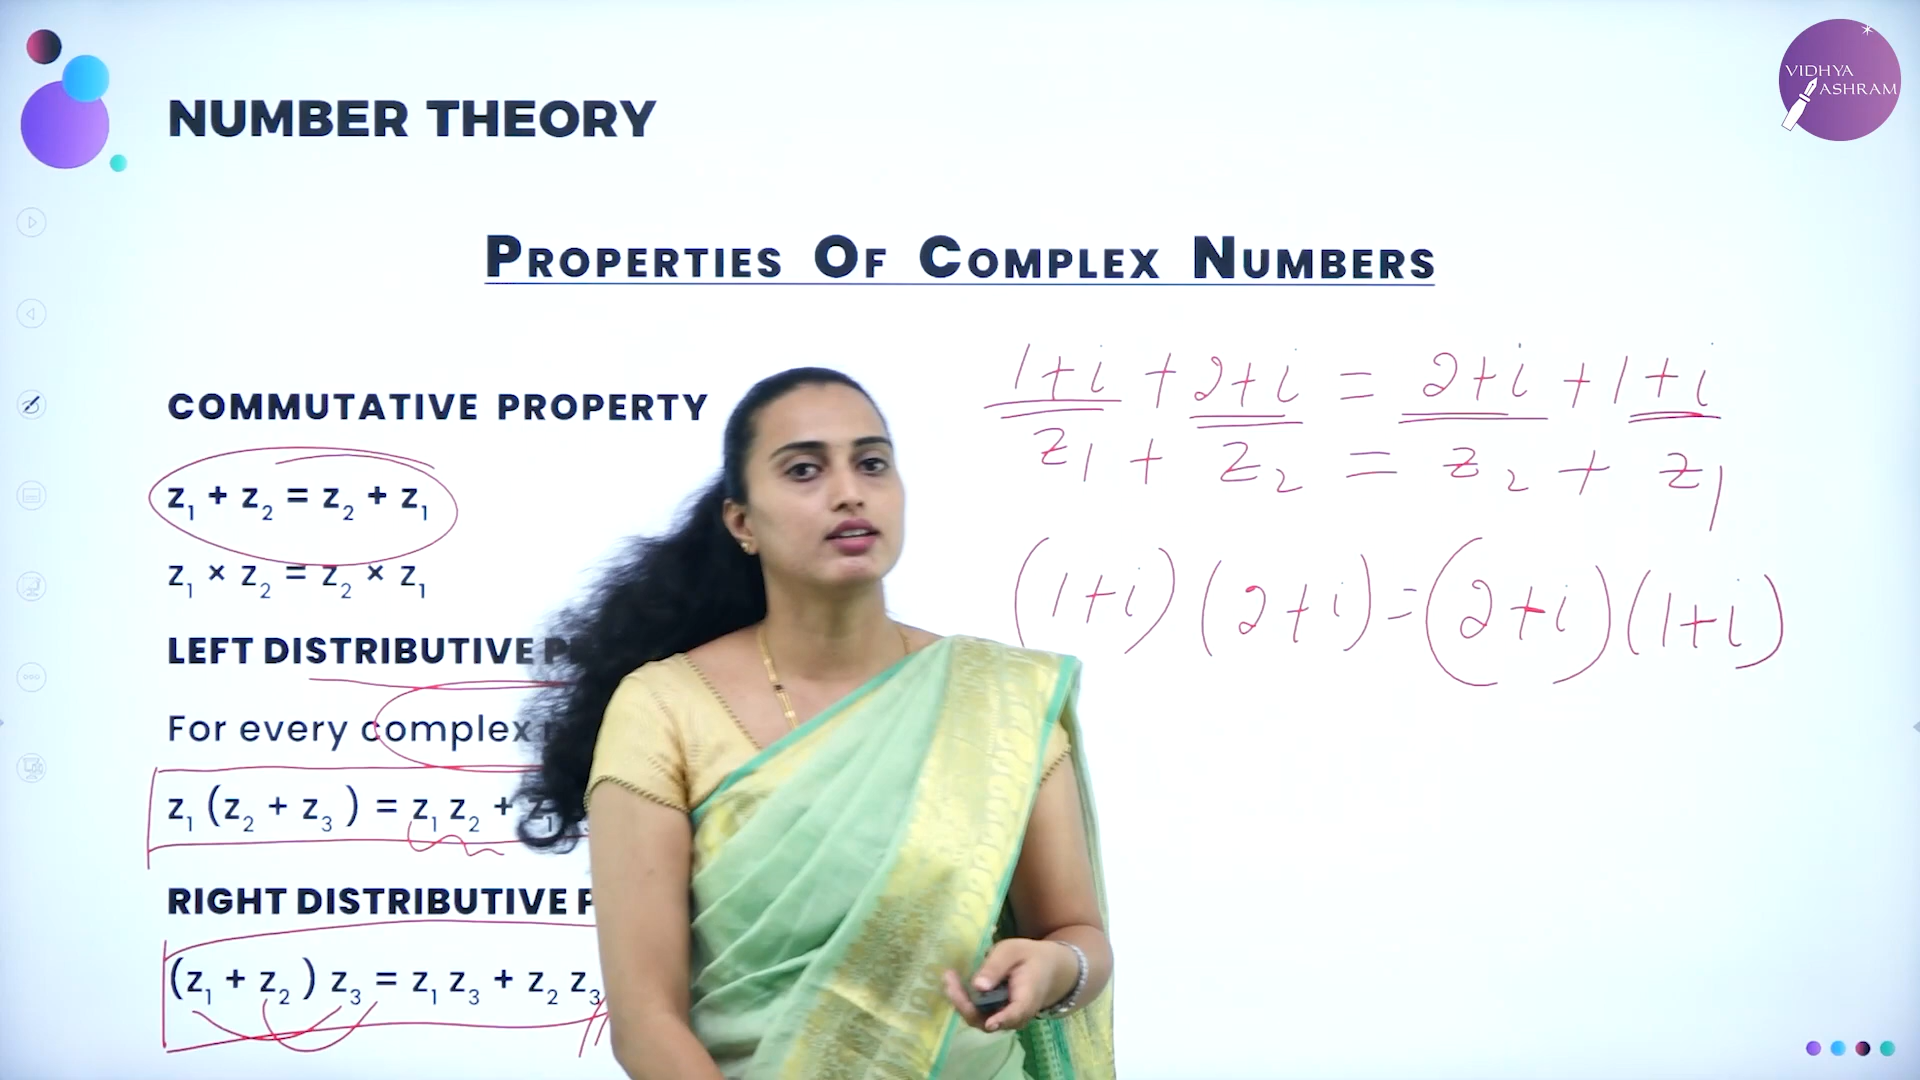 VIDHYA
ASHRAM
NUMBER THEORY
PROPERTIES OF COMPLEX NUMBERS
COMMUTATIVE PROPERTY
z₁ + z₂ = z₂ + z₁
z₁ × z₂ = z₂ × z₁
LEFT DISTRIBUTIVE
For every complex
z₁ (z₂ + z₃ ) = z₁ z₂ + z₁
RIGHT DISTRIBUTIVE
(z₁ + z₂ ) z₃ = z₁ z₃ + z₂ z₃
1+i + 2+i = 2+i + 1+i
z₁ + z₂ = z₂ + z₁
(1+i) (2+i) = (2+i) (1+i)